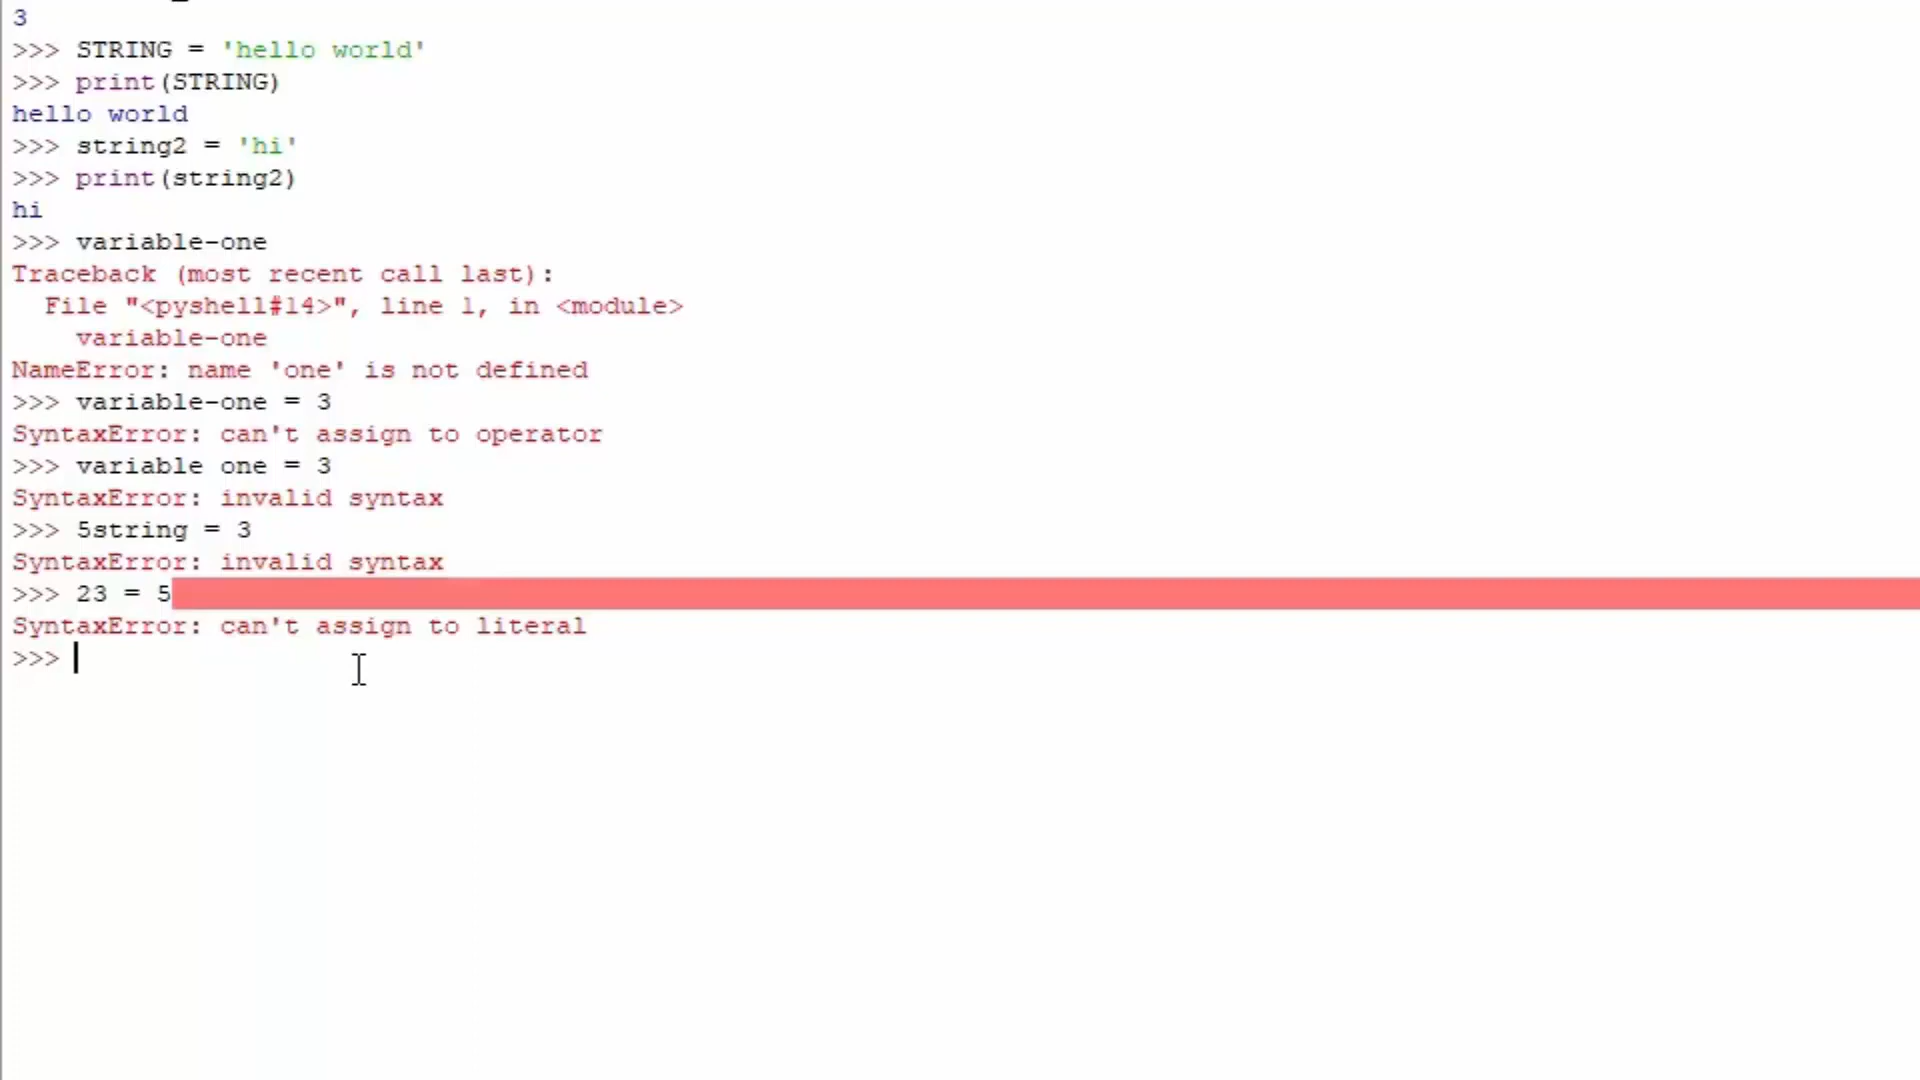 3
>>> STRING = 'hello world'
>>> print(STRING)
hello world
>>> string2 = 'hi'
>>> print(string2)
hi
>>> variable-one
Traceback (most recent call last):
  File "<pyshell#14>", line 1, in <module>
    variable-one
NameError: name 'one' is not defined
>>> variable-one = 3
SyntaxError: can't assign to operator
>>> variable one = 3
SyntaxError: invalid syntax
>>> 5string = 3
SyntaxError: invalid syntax
>>> 23 = 5
SyntaxError: can't assign to literal
>>>